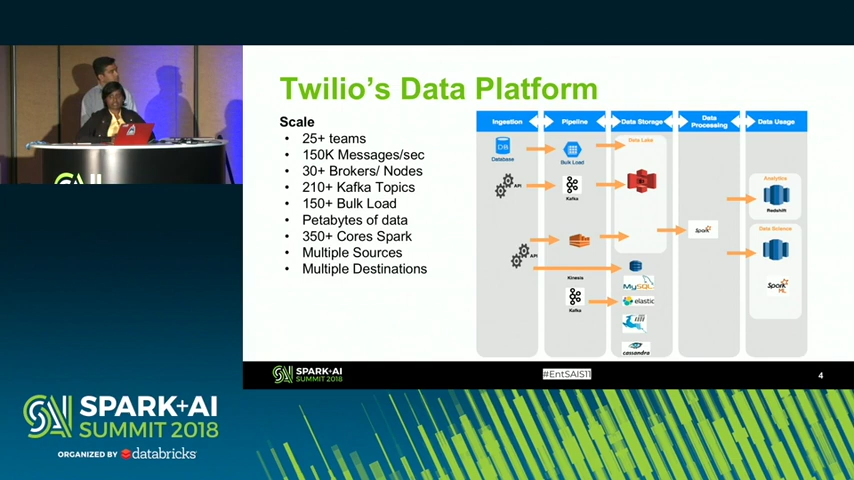 Twilio's Data Platform
Scale
• 25+ teams
• 150K Messages/sec
• 30+ Brokers/ Nodes
• 210+ Kafka Topics
• 150+ Bulk Load
• Petabytes of data
• 350+ Cores Spark
• Multiple Sources
• Multiple Destinations
Ingestion
Pipeline
Data Storage
Data Processing
Data Usage
DB
Database
Bulk Load
Data Lake
API
Kafka
Analytics
Redshift
API
Kinesis
Spark
Data Science
MySQL
Spark
ML
Kafka
elastic
cassandra
SPARK+AI
SUMMIT 2018
#EntSAIS11
4
SPARK+AI
SUMMIT 2018
ORGANIZED BY databricks